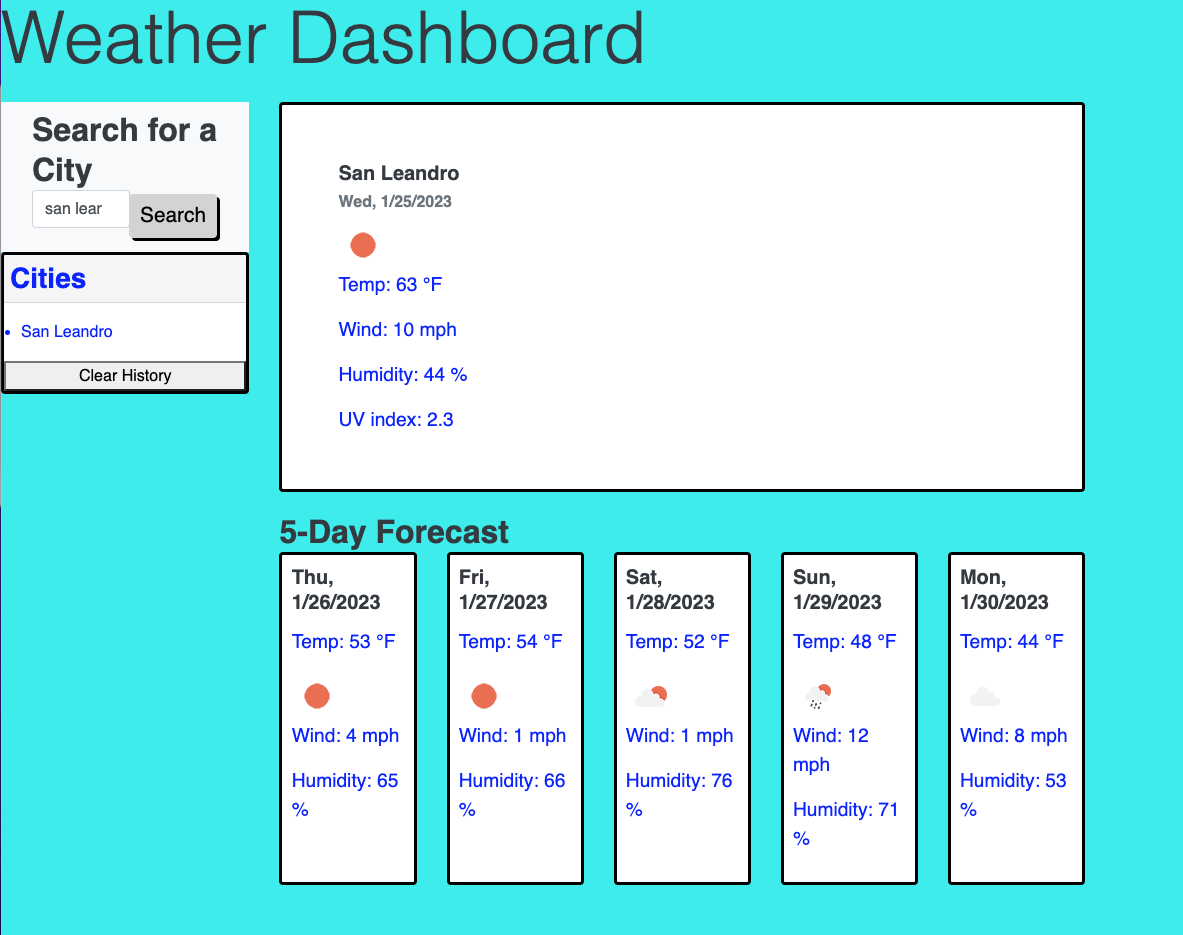 Weather Dashboard
Search for a
City
san lear
Search
Cities
San Leandro
Clear History
San Leandro
Wed, 1/25/2023
Temp: 63 °F
Wind: 10 mph
Humidity: 44 %
UV index: 2.3
5-Day Forecast
Thu,
1/26/2023
Temp: 53 °F
Wind: 4 mph
Humidity: 65
%
Fri,
1/27/2023
Temp: 54 °F
Wind: 1 mph
Humidity: 66
%
Sat,
1/28/2023
Temp: 52 °F
Wind: 1 mph
Humidity: 76
%
Sun,
1/29/2023
Temp: 48 °F
Wind: 12
mph
Humidity: 71
%
Mon,
1/30/2023
Temp: 44 °F
Wind: 8 mph
Humidity: 53
%